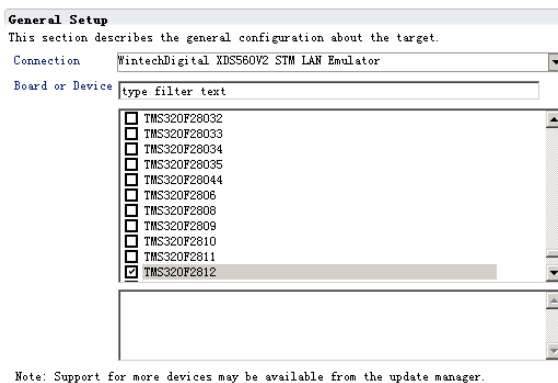 General Setup
This section describes the general configuration about the target.
Connection WintechDigital XDS560V2 STM LAN Emulator
Board or Device type filter text
TMS320F28032
TMS320F28033
TMS320F28034
TMS320F28035
TMS320F28044
TMS320F2806
TMS320F2808
TMS320F2809
TMS320F2810
TMS320F2811
TMS320F2812
Note: Support for more devices may be available from the update manager.